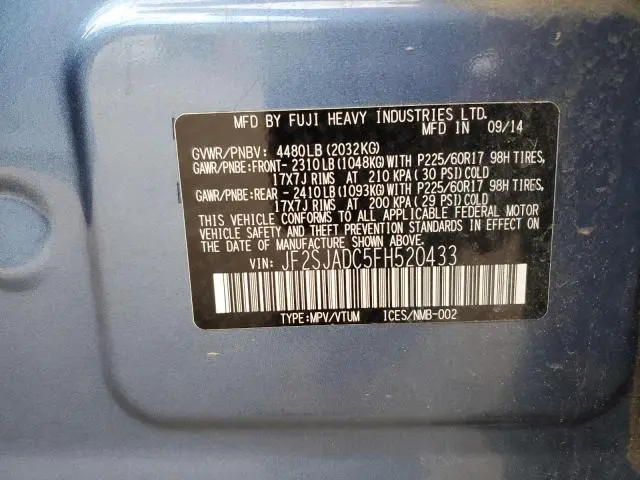 MFD BY FUJI HEAVY INDUSTRIES LTD.
MFD IN 09/14
GVWR/PNBV: 4480LB(2032KG)
GAWR/PNBE:FRONT- 2310LB(1048KG)WITH P225/60R17 98H TIRES,
17X7J RIMS AT 210 KPA(30 PSI)COLD
GAWR/PNBE:REAR - 2410LB(1093KG)WITH P225/60R17 98H TIRES,
17X7J RIMS AT 200 KPA(29 PSI)COLD
THIS VEHICLE CONFORMS TO ALL APPLICABLE FEDERAL MOTOR
VEHICLE SAFETY AND THEFT PREVENTION STANDARDS IN EFFECT ON
THE DATE OF MANUFACTURE SHOWN ABOVE.
VIN: JF2SJADC5FH520433
TYPE:MPV/VTUM ICES/NMB-002